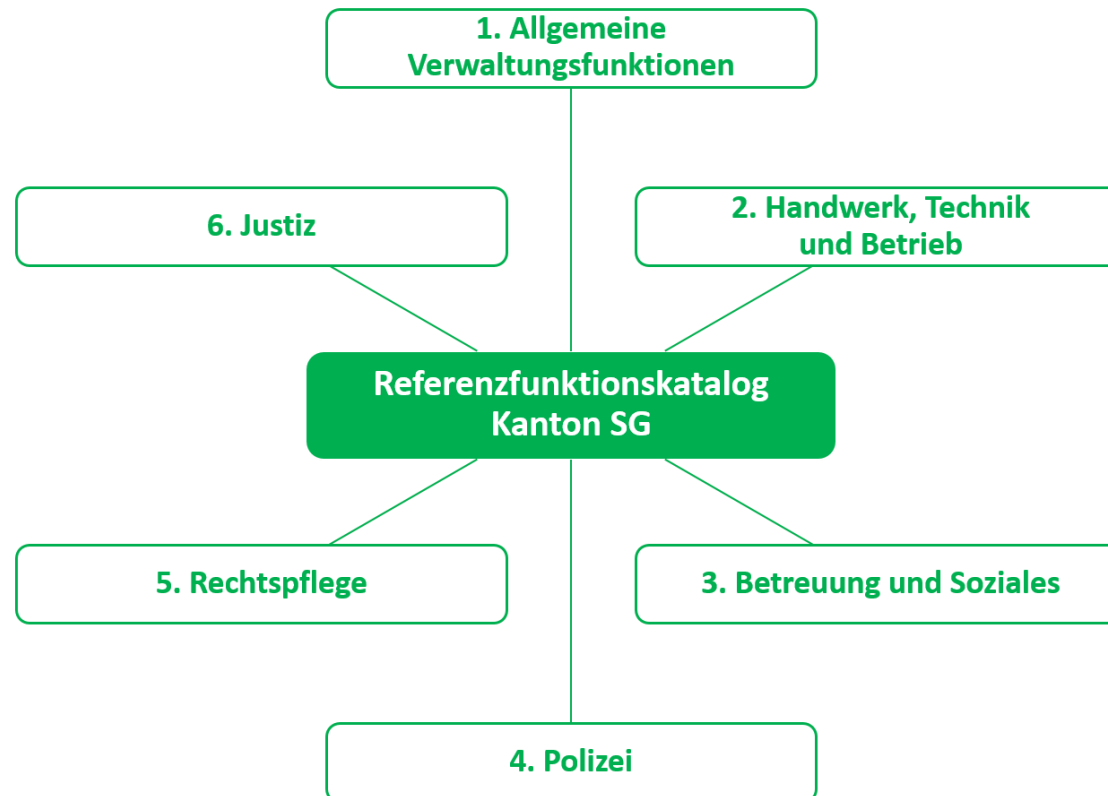 1. Allgemeine
Verwaltungsfunktionen
6. Justiz
2. Handwerk, Technik
und Betrieb
Referenzfunktionskatalog
Kanton SG
5. Rechtspflege
3. Betreuung und Soziales
4. Polizei